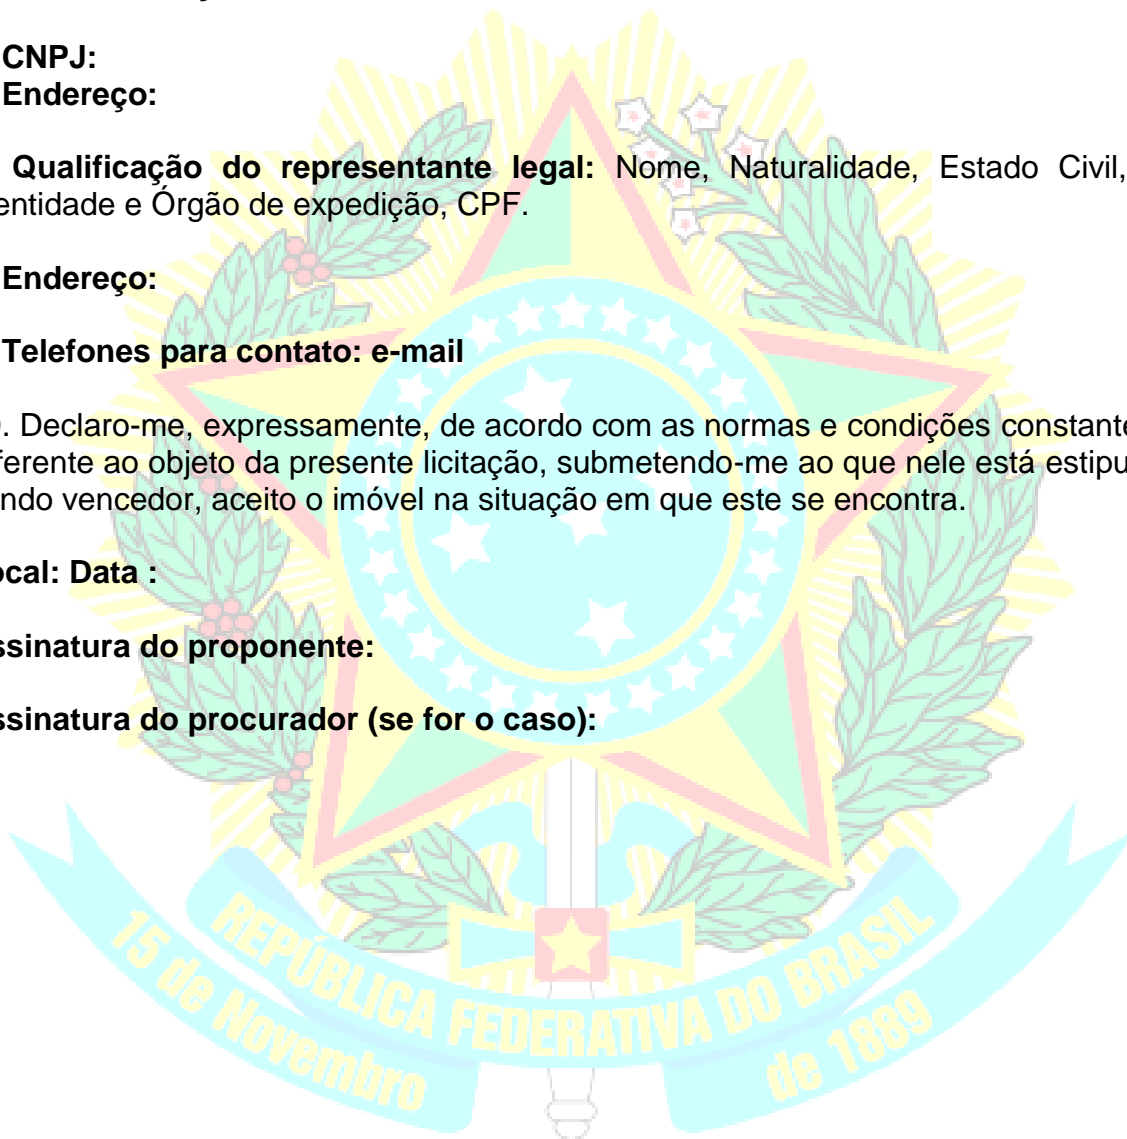 CNPJ:
Endereço:
Qualificação do representante legal: Nome, Naturalidade, Estado Civil,
entidade e Órgão de expedição, CPF.
Endereço:
Telefones para contato: e-mail
. Declaro-me, expressamente, de acordo com as normas e condições constante
ferente ao objeto da presente licitação, submetendo-me ao que nele está estipu
ndo vencedor, aceito o imóvel na situação em que este se encontra.
ocal: Data :
ssinatura do proponente:
ssinatura do procurador (se for o caso):
REPÚBLICA FEDERATIVA DO BRASIL
15 de Novembro
de 1889